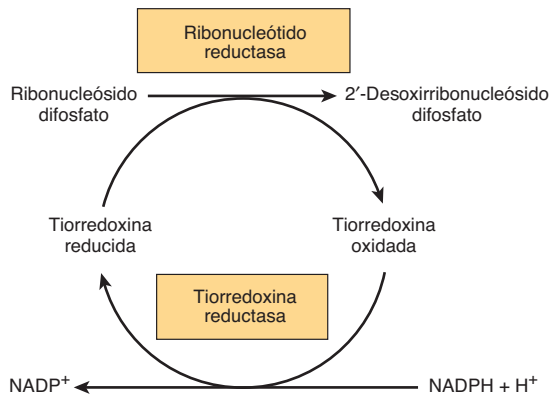 Ribonucleótido
reductasa
Ribonucleósido
difosfato
2′-Desoxirribonucleósido
difosfato
Tiorredoxina
reducida
Tiorredoxina
oxidada
Tiorredoxina
reductasa
NADP⁺
NADPH + H⁺